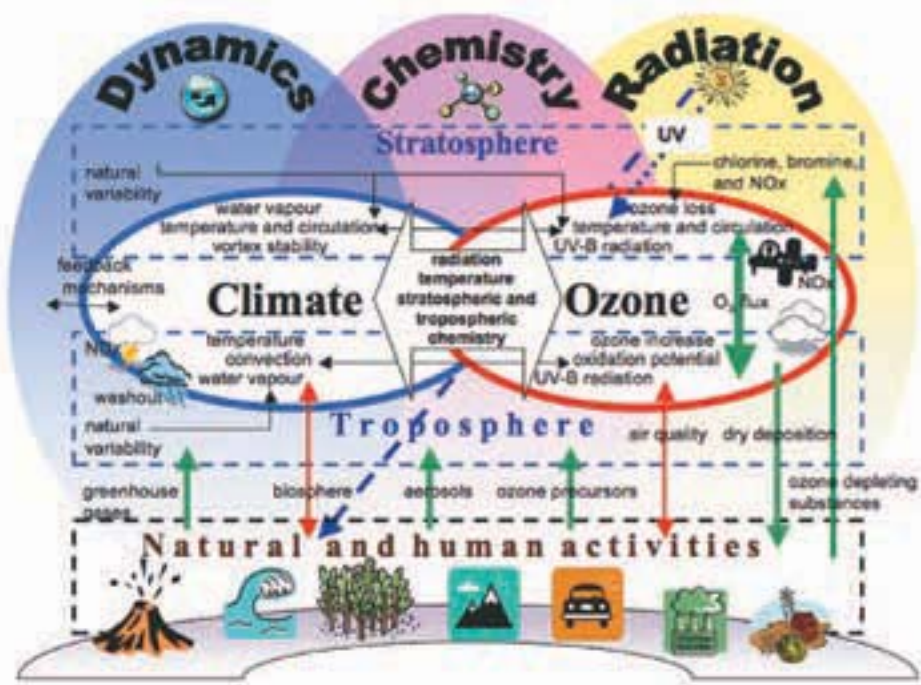 Dynamics
Chemistry
Radiation
Stratosphere
UV
natural
variability
chlorine, bromine,
and NOx
water vapour
temperature and circulation
vortex stability
ozone loss
temperature and circulation
UV-B radiation
feedback
mechanisms
Climate
radiation
temperature
stratospheric and
tropospheric
chemistry
Ozone
NOx
O₃ flux
NOx
temperature
convection
water vapour
ozone increase
oxidation potential
UV-B radiation
washout
natural
variability
Troposphere
air quality
dry deposition
greenhouse
gases
biosphere
aerosols
ozone precursors
ozone depleting
substances
Natural and human activities